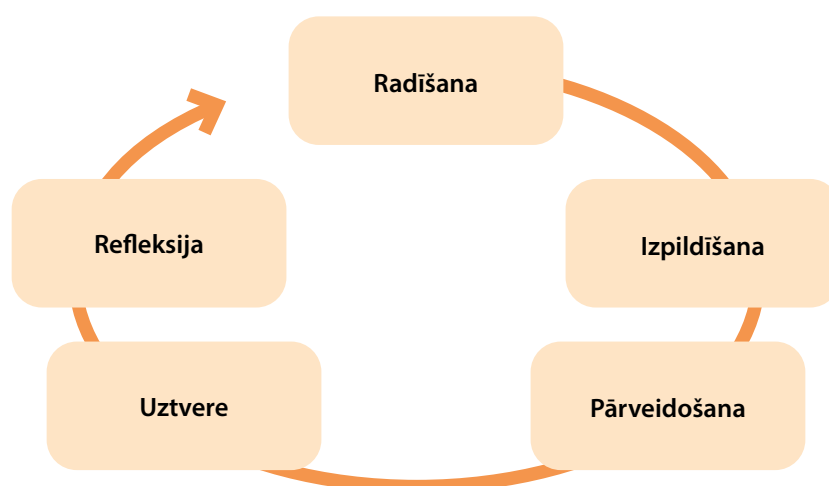 Radīšana
Izpildīšana
Pārveidošana
Uztvere
Refleksija